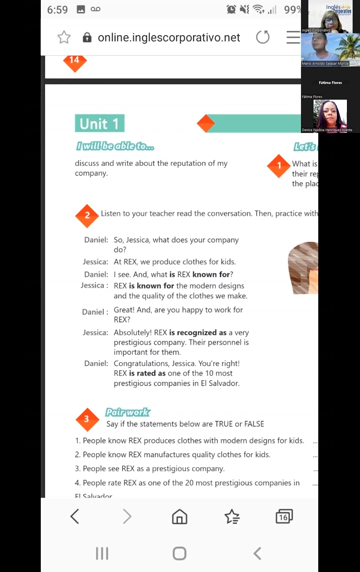 6:59
99%
online.inglescorporativo.net
14
Unit 1
I will be able to...
discuss and write about the reputation of my
company.
Let's
1
What is
their rep
the plac
2
Listen to your teacher read the conversation. Then, practice with
Daniel: So, Jessica, what does your company
do?
Jessica: At REX, we produce clothes for kids.
Daniel: I see. And, what is REX known for?
Jessica : REX is known for the modern designs
and the quality of the clothes we make.
Daniel : Great! And, are you happy to work for
REX?
Jessica: Absolutely! REX is recognized as a very
prestigious company. Their personnel is
important for them.
Daniel: Congratulations, Jessica. You're right!
REX is rated as one of the 10 most
prestigious companies in El Salvador.
3
Pair work
Say if the statements below are TRUE or FALSE
1. People know REX produces clothes with modern designs for kids.
2. People know REX manufactures quality clothes for kids.
3. People see REX as a prestigious company.
4. People rate REX as one of the 20 most prestigious companies in
El Salvador
16
Fátima Flores
Fátima Flores